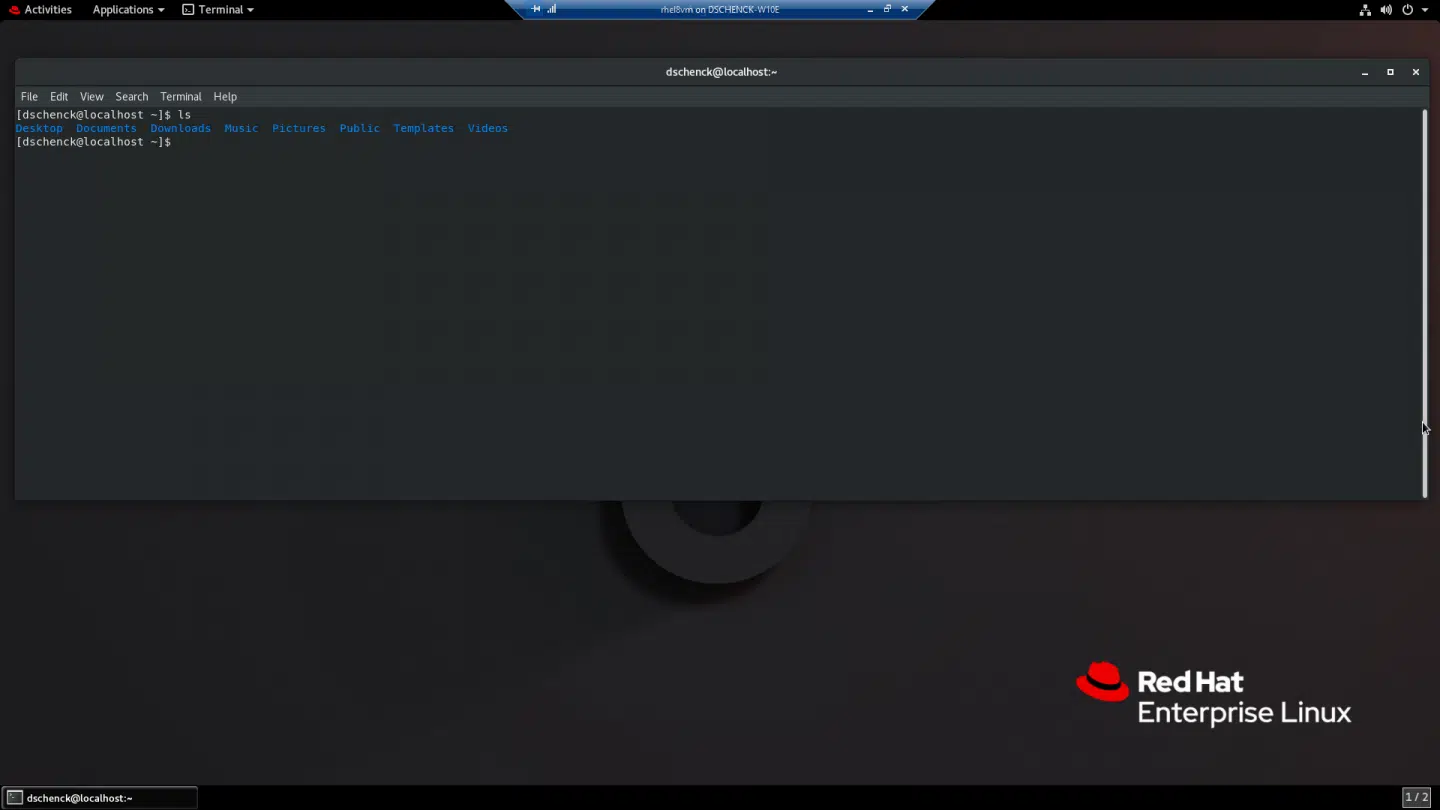 Activities Applications Terminal rhel8vm on DSCHENCK-W10E
dschenck@localhost:~
File Edit View Search Terminal Help
[dschenck@localhost ~]$ ls
Desktop Documents Downloads Music Pictures Public Templates Videos
[dschenck@localhost ~]$
Red Hat
Enterprise Linux
dschenck@localhost:~ 1 / 2